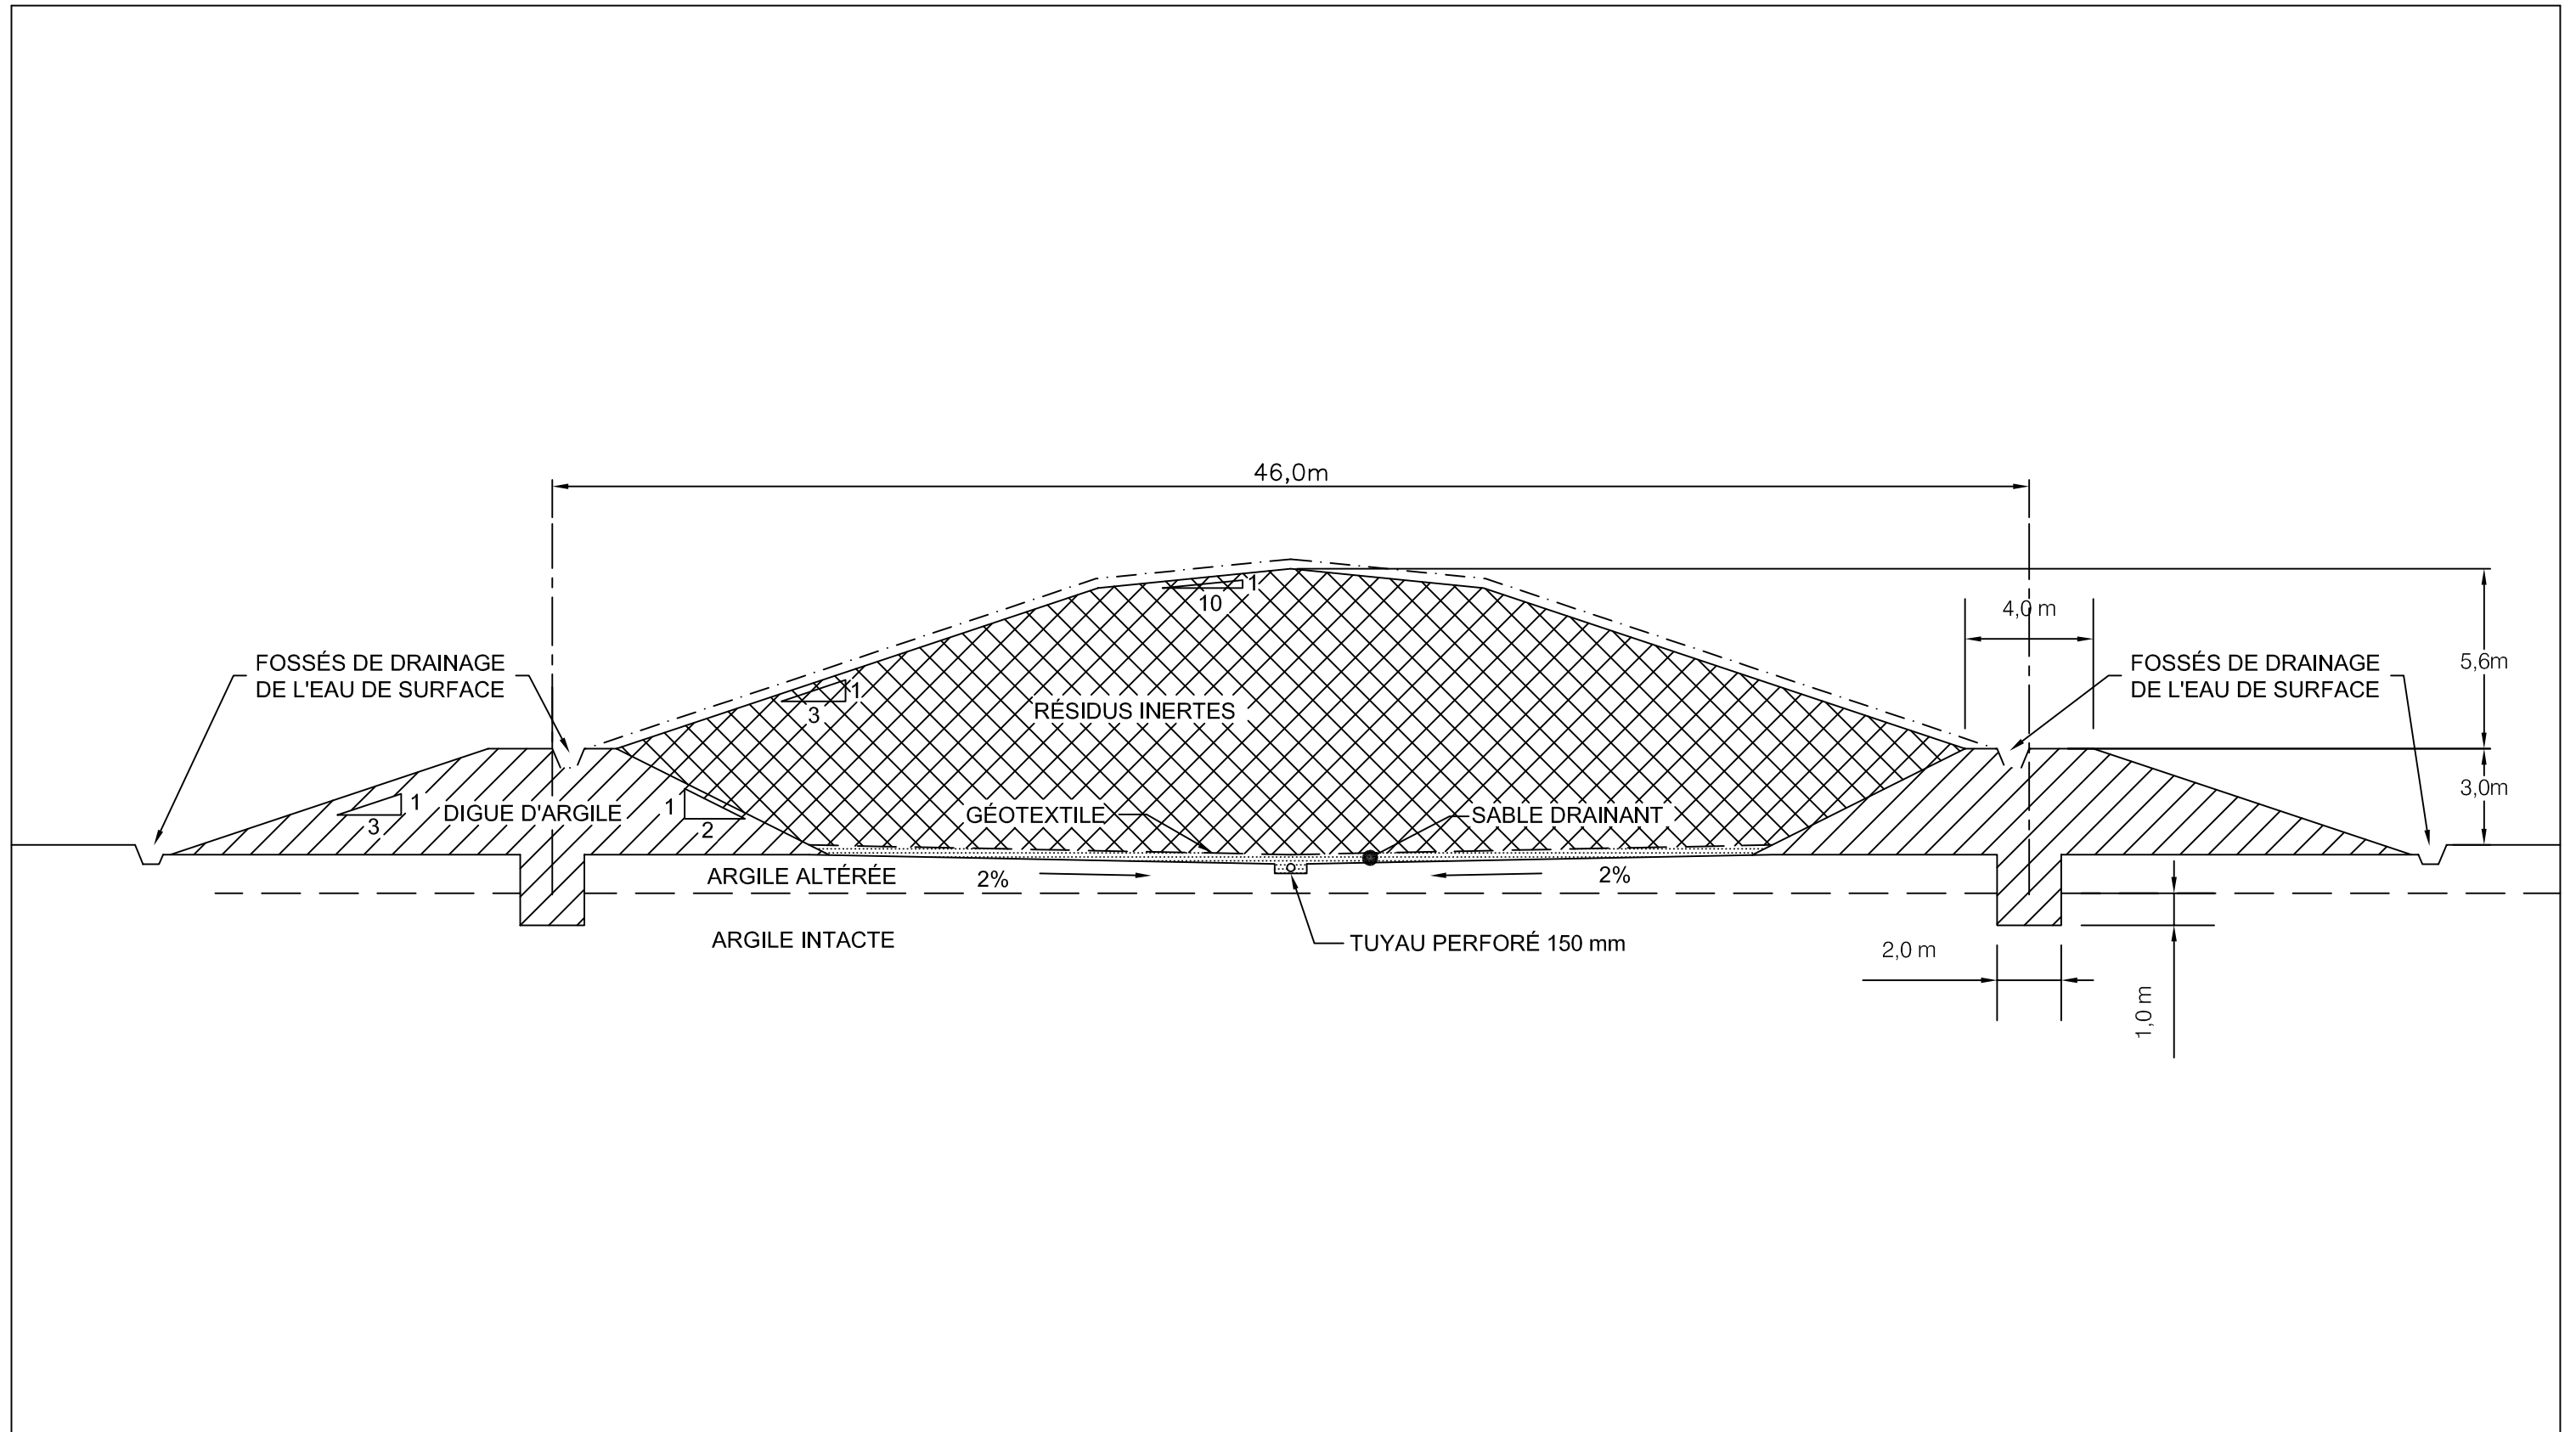 46,0m
1
10
4,0 m
5,6m
FOSSÉS DE DRAINAGE
DE L'EAU DE SURFACE
FOSSÉS DE DRAINAGE
DE L'EAU DE SURFACE
1
3
RÉSIDUS INERTES
3,0m
1
3
DIGUE D'ARGILE
1
2
GÉOTEXTILE
SABLE DRAINANT
ARGILE ALTÉRÉE
2%
2%
ARGILE INTACTE
TUYAU PERFORÉ 150 mm
2,0 m
1,0 m